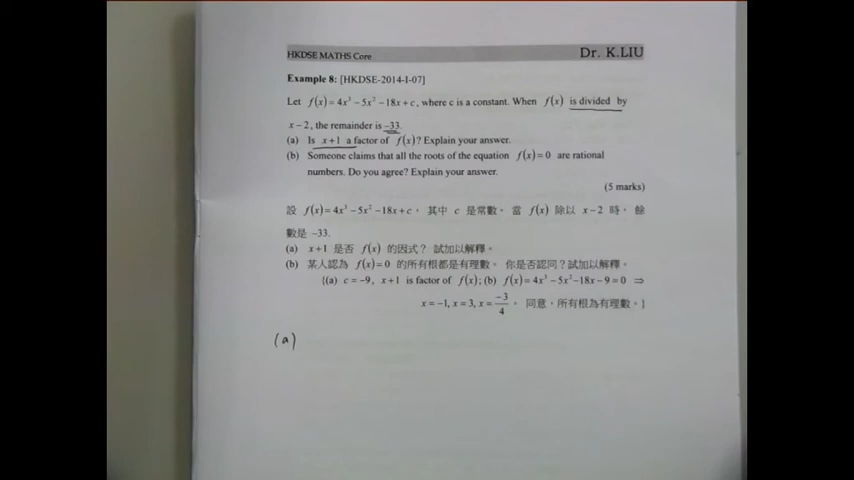 HKDSE MATHS Core Dr. K.LIU
Example 8: [HKDSE-2014-I-07]
Let f(x) = 4x³ − 5x² − 18x + c, where c is a constant. When f(x) is divided by
x − 2, the remainder is −33.
(a) Is x + 1 a factor of f(x)? Explain your answer.
(b) Someone claims that all the roots of the equation f(x) = 0 are rational
numbers. Do you agree? Explain your answer.
(5 marks)
設 f(x) = 4x³ − 5x² − 18x + c，其中 c 是常數。當 f(x) 除以 x − 2 時，餘
數是 −33.
(a) x + 1 是否 f(x) 的因式？試加以解釋。
(b) 某人認為 f(x) = 0 的所有根都是有理數。你是否認同？試加以解釋。
{(a) c = −9, x + 1 is factor of f(x); (b) f(x) = 4x³ − 5x² − 18x − 9 = 0 ⇒
x = −1, x = 3, x = −3/4。同意，所有根為有理數。}
(a)